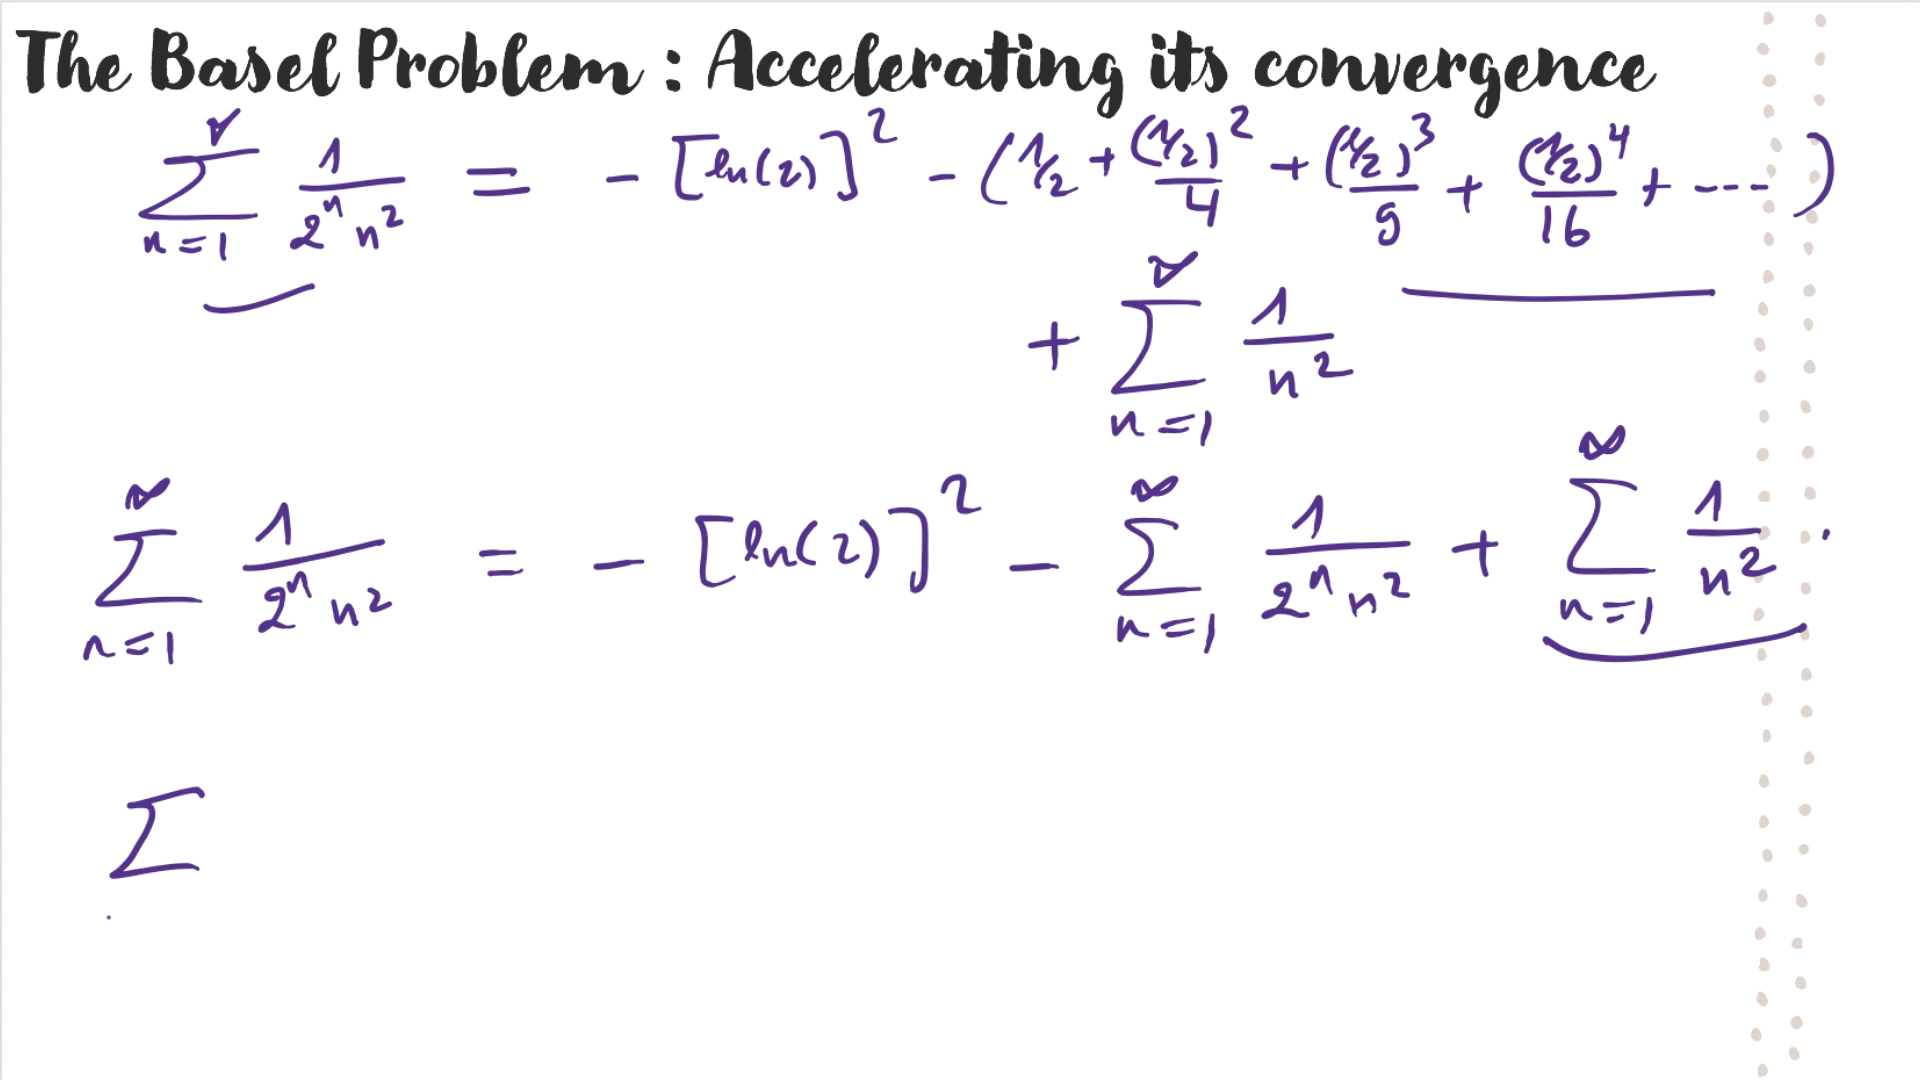 The Basel Problem : Accelerating its convergence
∞
∑ 1/(2^n n^2) = - [ln(2)]^2 - (1/2 + (1/2)^2/4 + (1/2)^3/9 + (1/2)^4/16 + ---- )
n=1
∞
+ ∑ 1/n^2
n=1
∞ ∞ ∞
∑ 1/(2^n n^2) = - [ln(2)]^2 - ∑ 1/(2^n n^2) + ∑ 1/n^2 .
n=1 n=1 n=1
∑